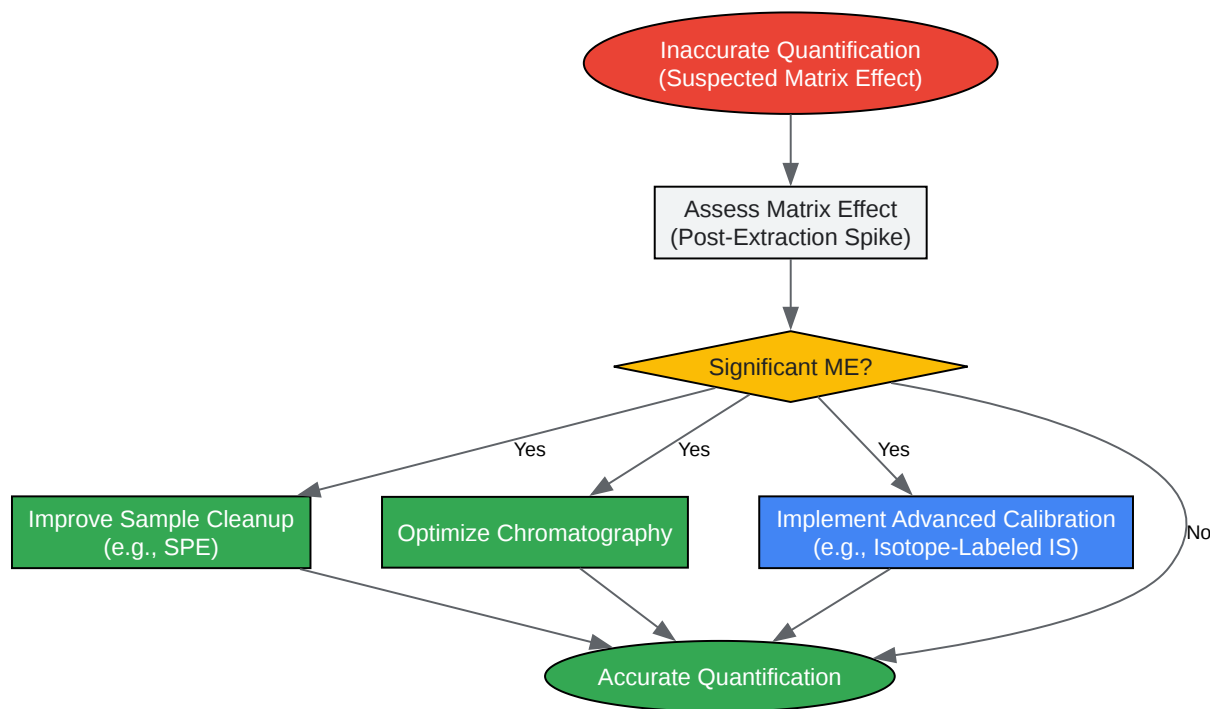 Inaccurate Quantification
(Suspected Matrix Effect)
Assess Matrix Effect
(Post-Extraction Spike)
Significant ME?
Yes
Yes
Yes
No
Improve Sample Cleanup
(e.g., SPE)
Optimize Chromatography
Implement Advanced Calibration
(e.g., Isotope-Labeled IS)
Accurate Quantification